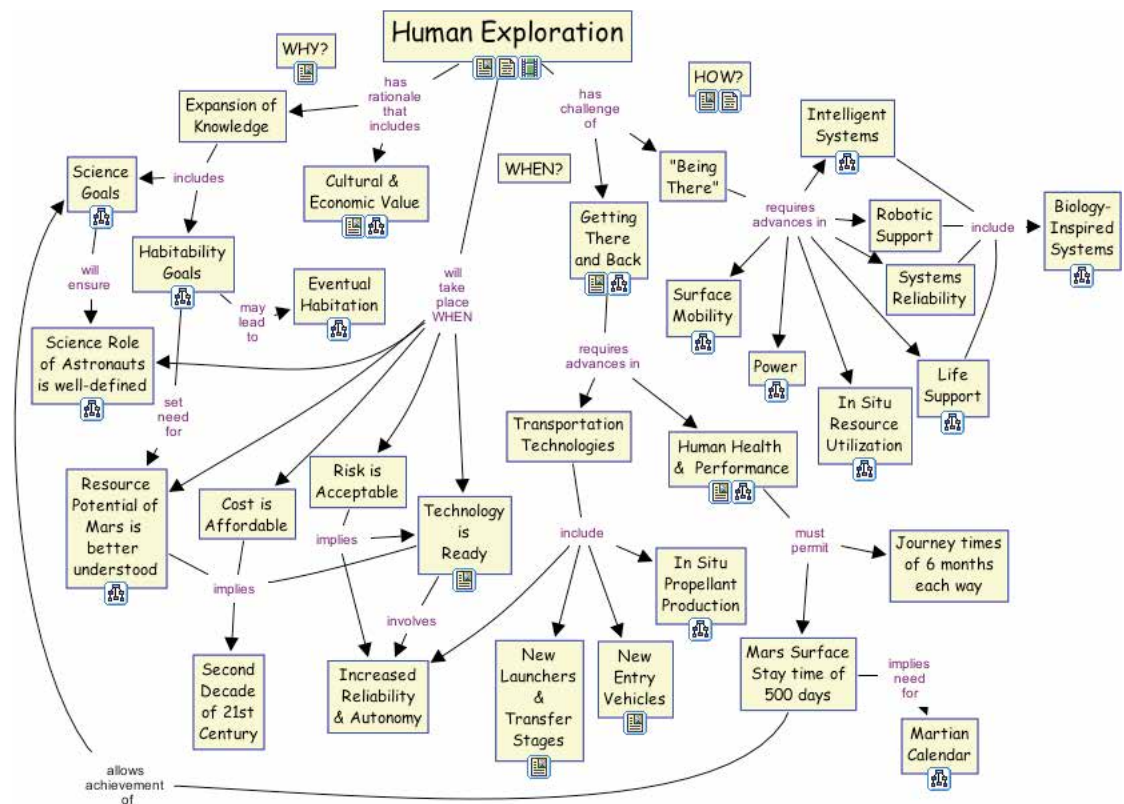 Human Exploration
WHY?
HOW?
has
rationale
that
includes
has
challenge
of
Expansion of
Knowledge
Intelligent
Systems
WHEN?
"Being
There"
Science
Goals
includes
Cultural &
Economic Value
Getting
There
and Back
requires
advances in
Robotic
Support
include
Biology-
Inspired
Systems
Habitability
Goals
will
ensure
Eventual
Habitation
will
take
place
WHEN
Systems
Reliability
Surface
Mobility
may
lead to
Science Role
of Astronauts
is well-defined
requires
advances in
Power
Life
Support
In Situ
Resource
Utilization
set
need
for
Transportation
Technologies
Human Health
& Performance
Resource
Potential of
Mars is
better
understood
Cost is
Affordable
Risk is
Acceptable
Technology
is
Ready
implies
include
must
permit
Journey times
of 6 months
each way
implies
In Situ
Propellant
Production
involves
Second
Decade
of 21st
Century
Increased
Reliability
& Autonomy
New
Launchers
&
Transfer
Stages
New
Entry
Vehicles
Mars Surface
Stay time of
500 days
implies
need
for
Martian
Calendar
allows
achievement
of